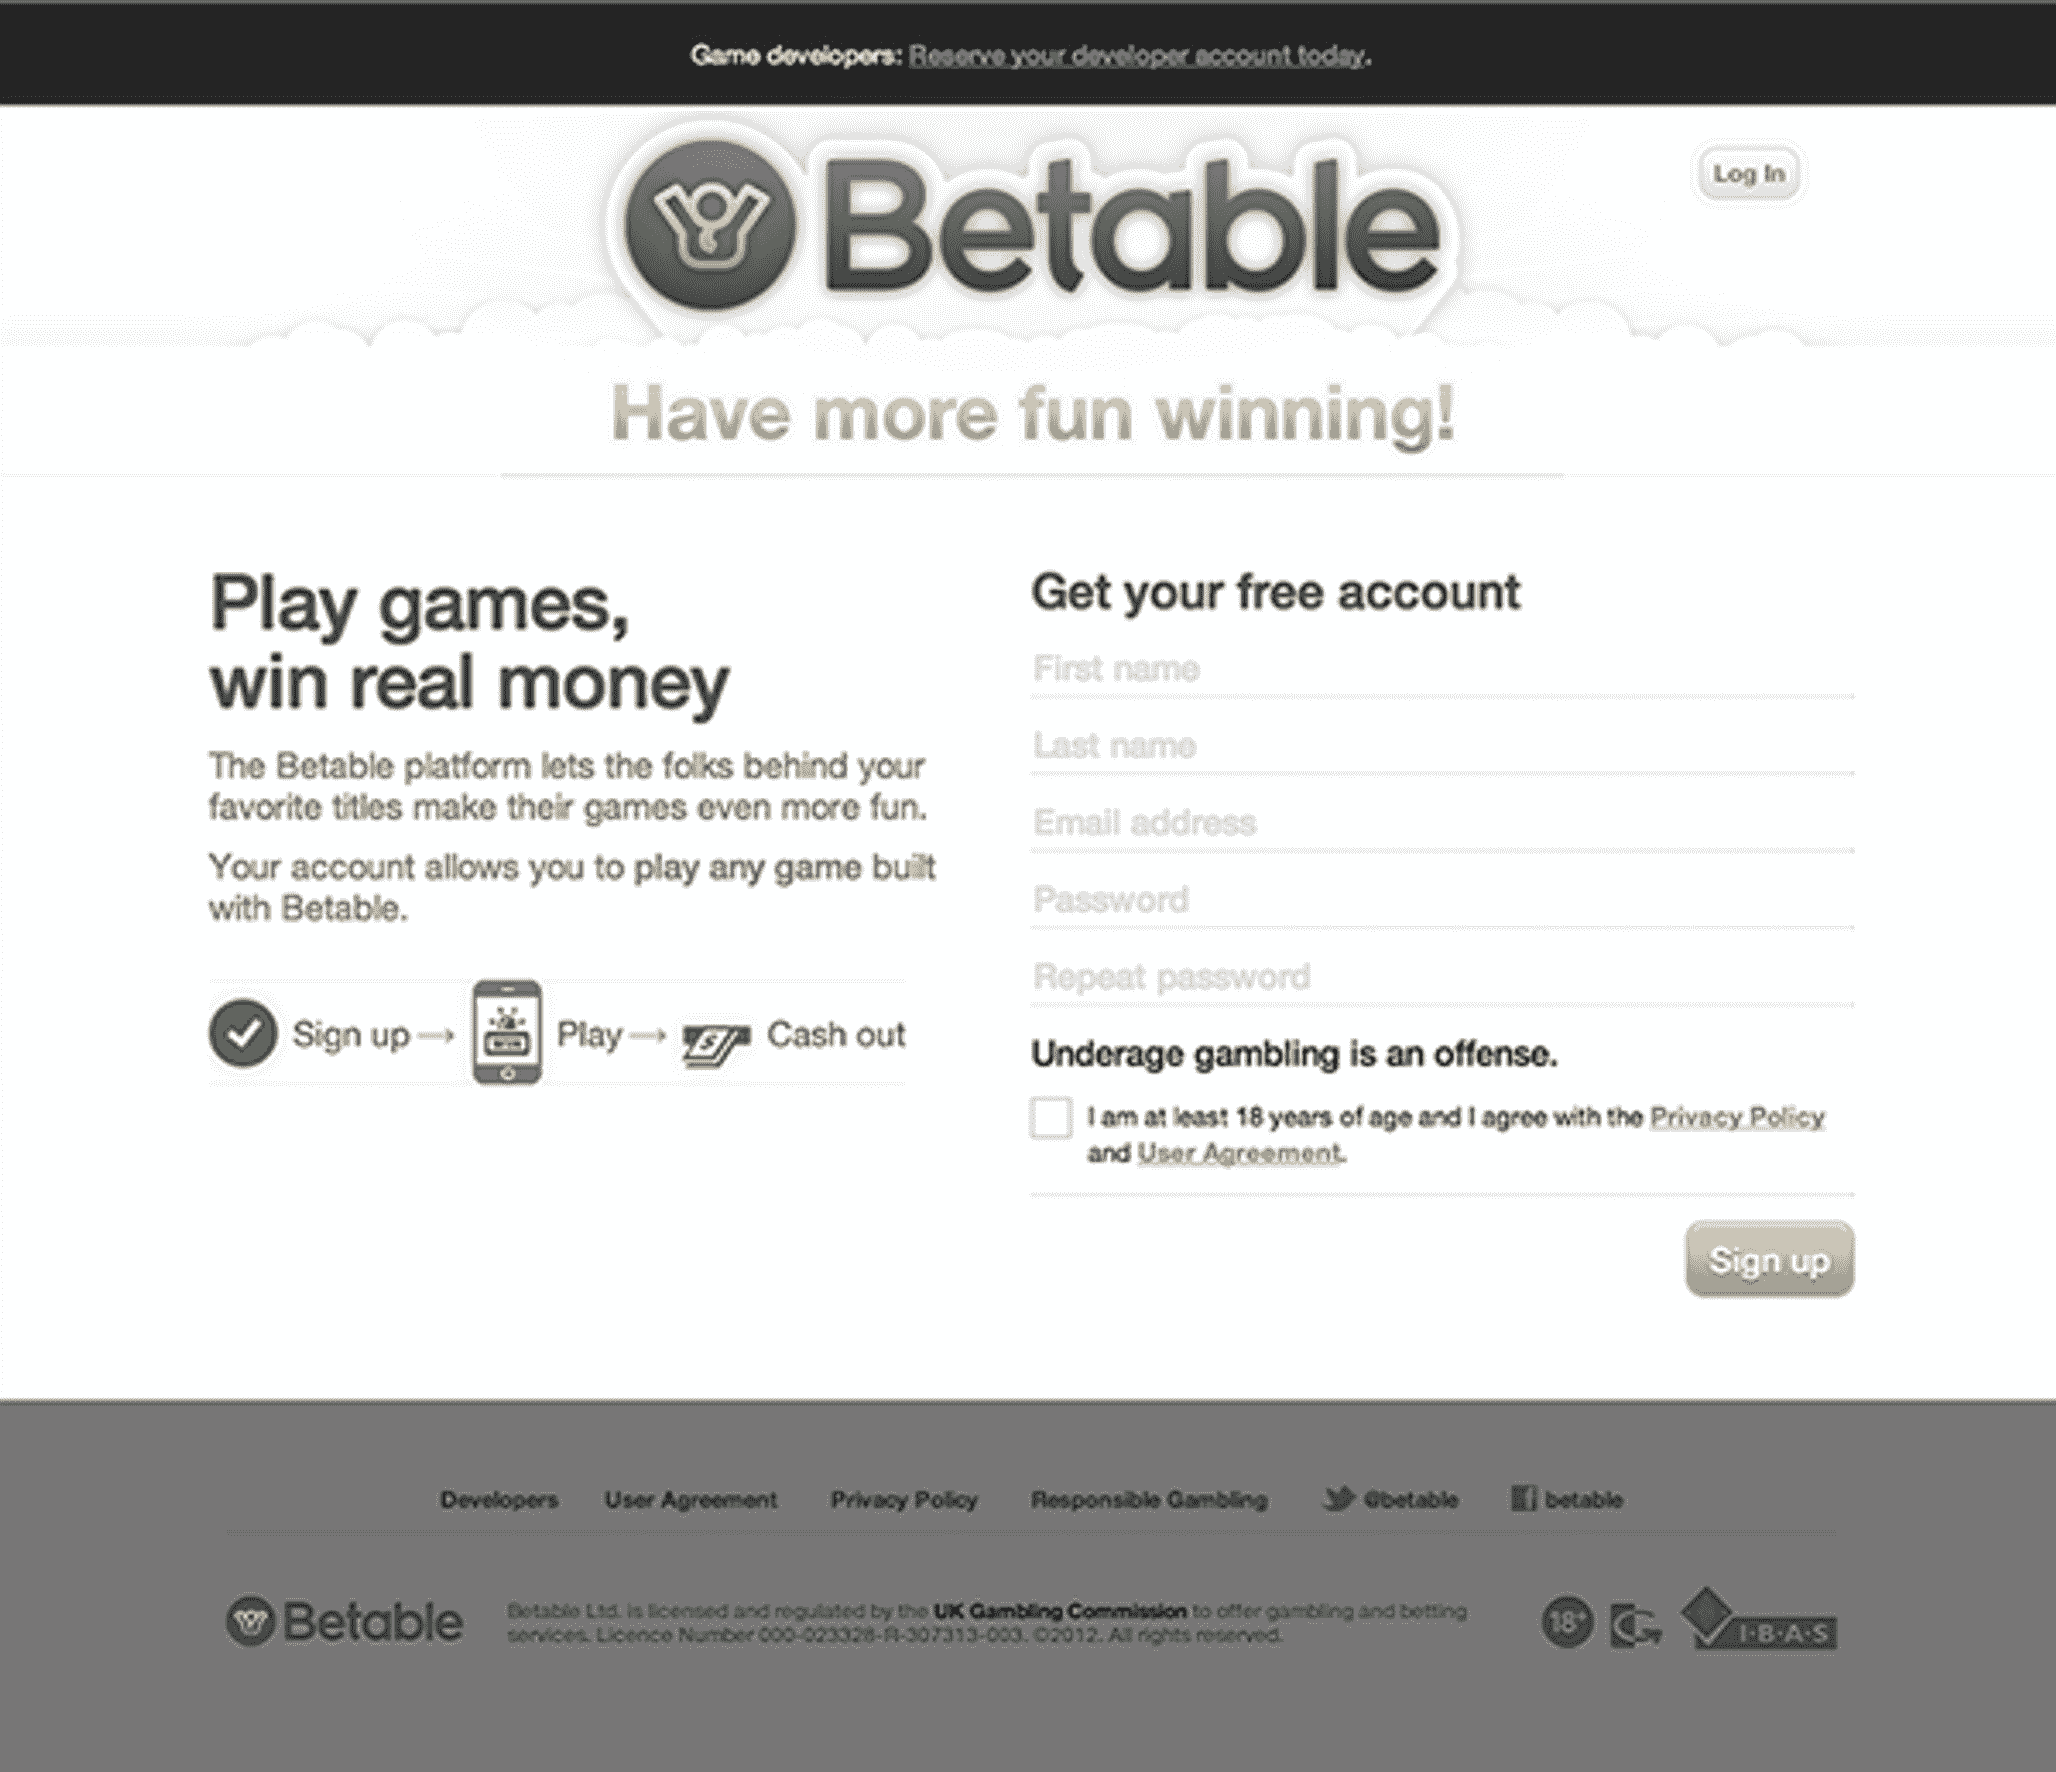 Game developers: Reserve your developer account today.
Betable
Log In
Have more fun winning!
Play games,
win real money
The Betable platform lets the folks behind your
favorite titles make their games even more fun.
Your account allows you to play any game built
with Betable.
Sign up → Play → Cash out
Get your free account
First name
Last name
Email address
Password
Repeat password
Underage gambling is an offense.
I am at least 18 years of age and I agree with the Privacy Policy
and User Agreement.
Sign up
Developers User Agreement Privacy Policy Responsible Gambling @betable betable
Betable
Betable Ltd. is licensed and regulated by the UK Gambling Commission to offer gambling and betting
services. Licence Number 000-023328-R-307313-003. ©2012. All rights reserved.
18+
I·B·A·S